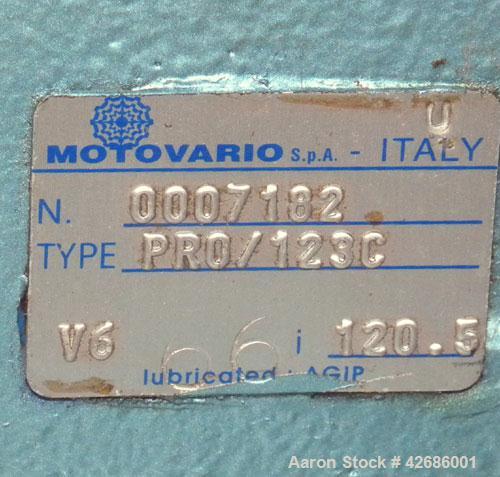 U
MOTOVARIO S.p.A. - ITALY
N. 0007182
TYPE PRO/123C
V6 66 i 120.5
lubricated : AGIP
Aaron Stock # 42686001